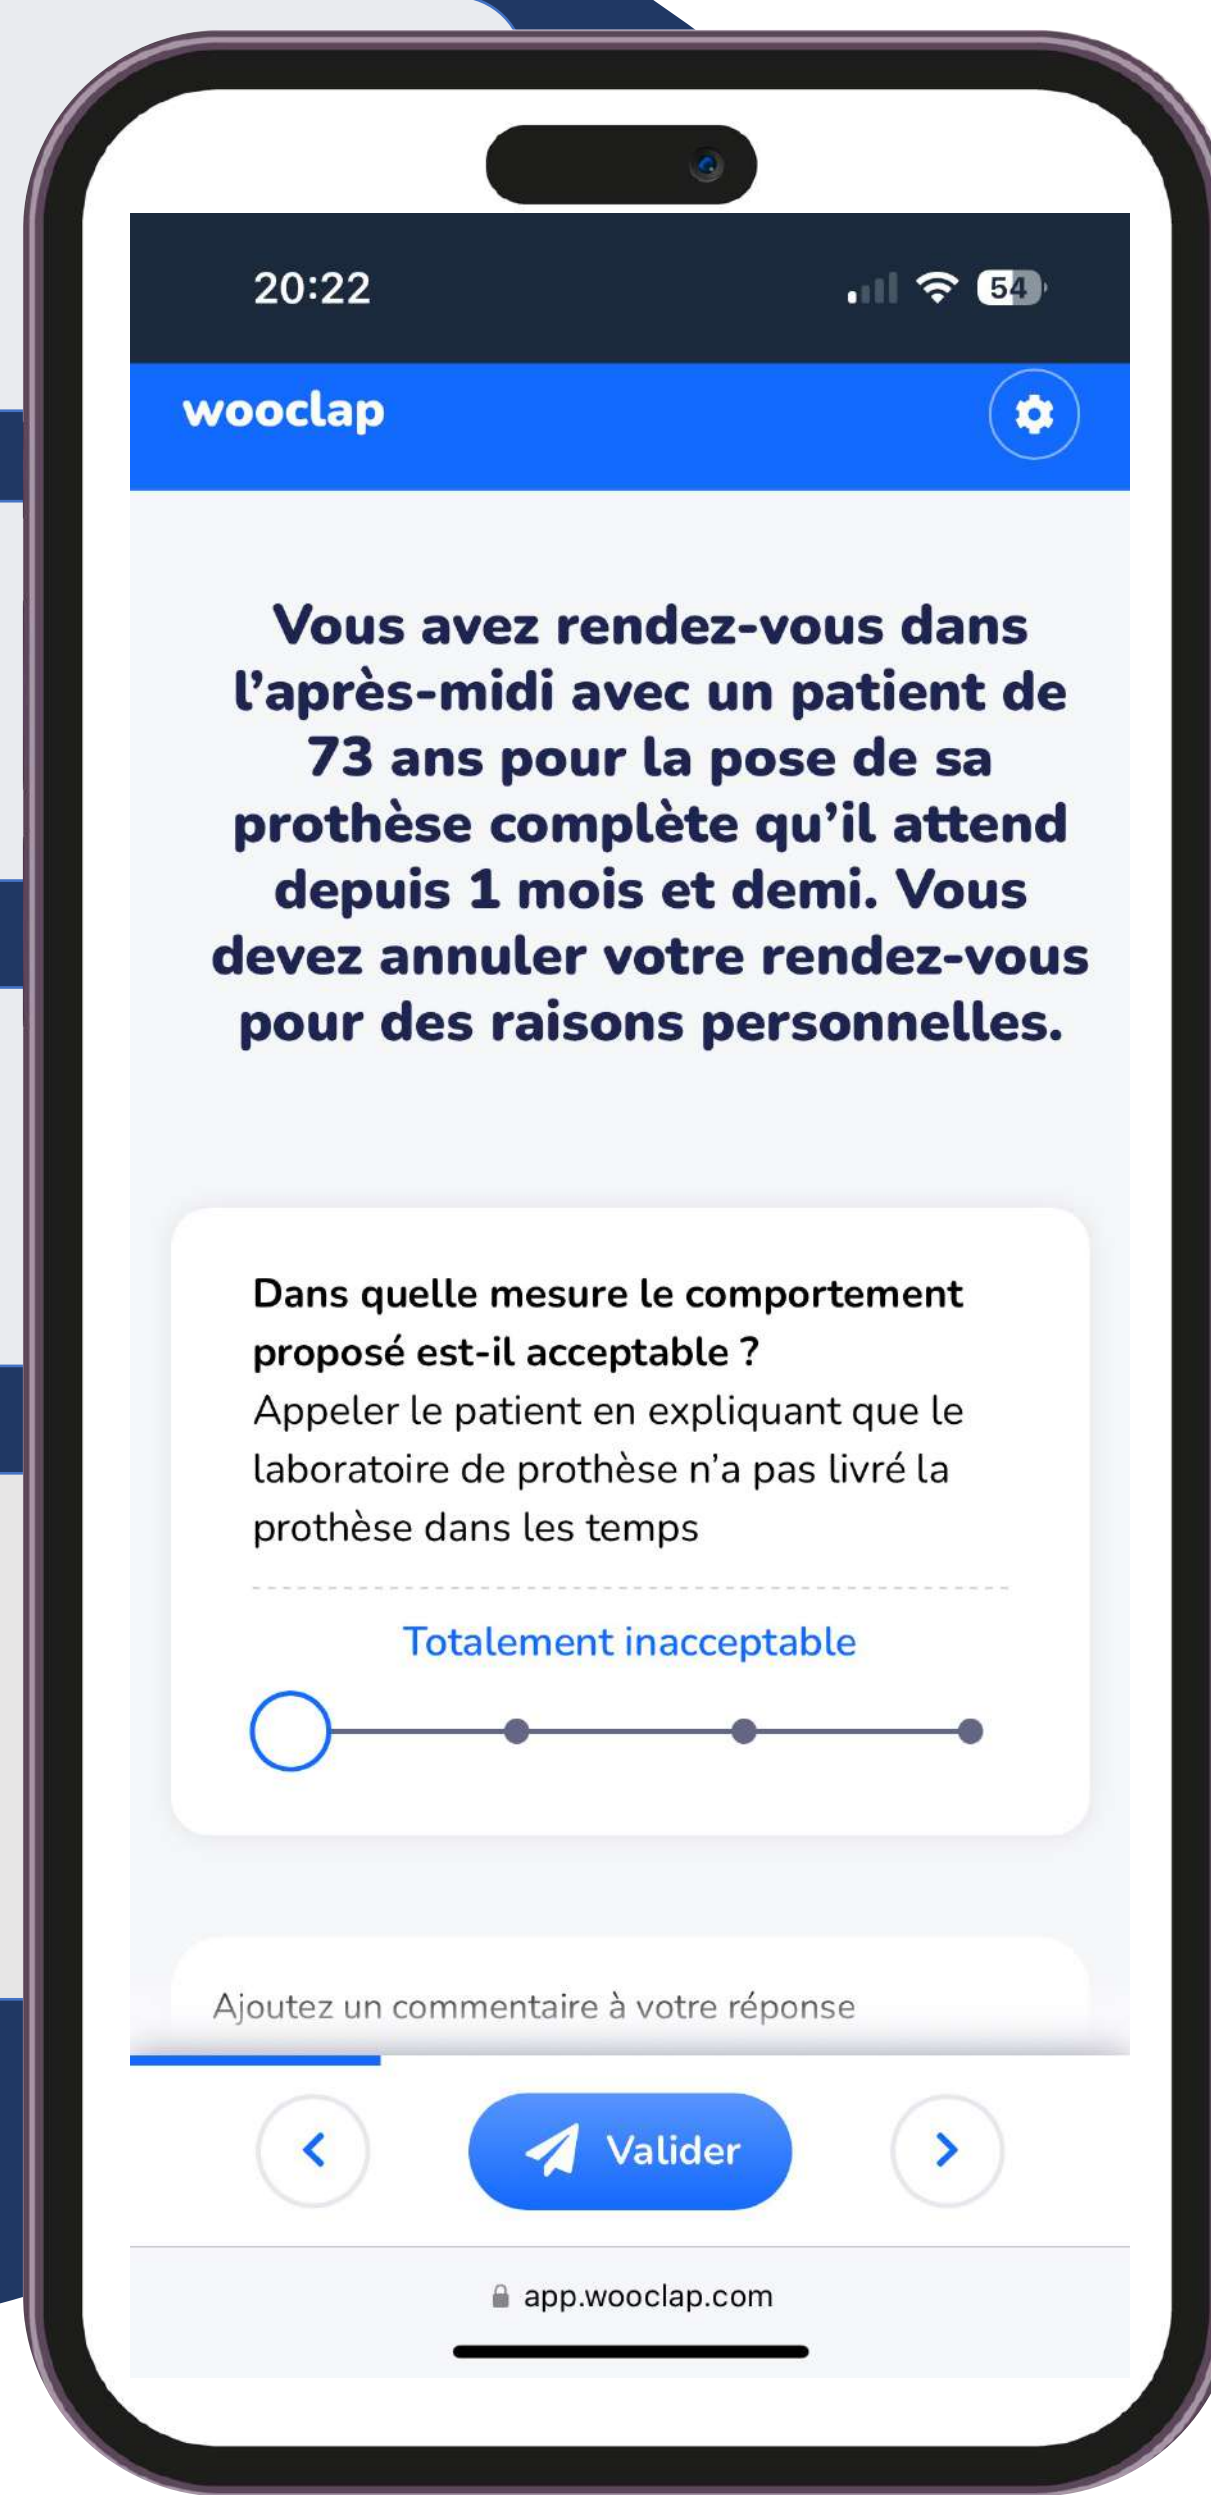 20:22
54
wooclap
Vous avez rendez-vous dans
l’après-midi avec un patient de
73 ans pour la pose de sa
prothèse complète qu’il attend
depuis 1 mois et demi. Vous
devez annuler votre rendez-vous
pour des raisons personnelles.
Dans quelle mesure le comportement
proposé est-il acceptable ?
Appeler le patient en expliquant que le
laboratoire de prothèse n’a pas livré la
prothèse dans les temps
Totalement inacceptable
Ajoutez un commentaire à votre réponse
Valider
app.wooclap.com